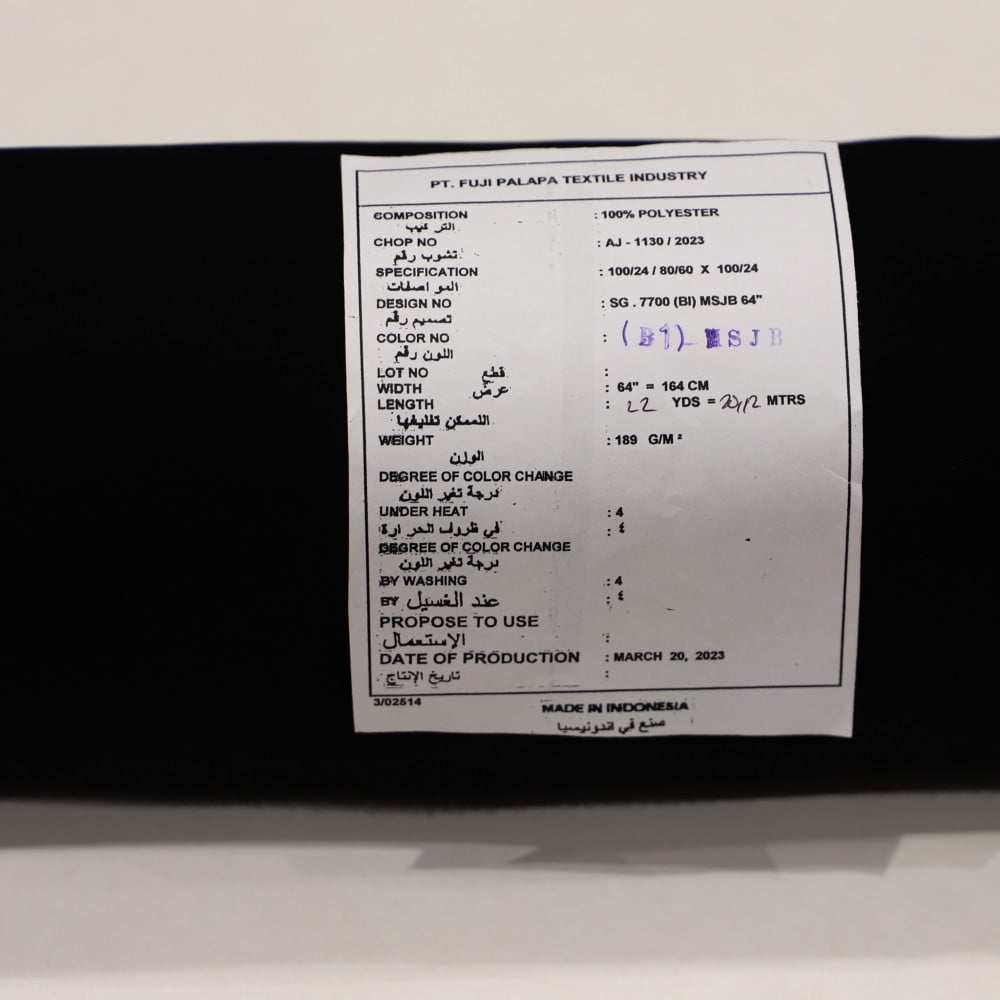 PT. FUJI PALAPA TEXTILE INDUSTRY
COMPOSITION : 100% POLYESTER
التركيب
CHOP NO : AJ - 1130 / 2023
تشوب رقم
SPECIFICATION : 100/24 / 80/60 X 100/24
المواصفات
DESIGN NO : SG . 7700 (BI) MSJB 64"
تصميم رقم
COLOR NO : (B1) MSJB
اللون رقم
LOT NO قطع :
WIDTH عرض : 64" = 164 CM
LENGTH : 22 YDS = 20,12 MTRS
WEIGHT : 189 G/M²
الوزن
DEGREE OF COLOR CHANGE
درجة تغير اللون
UNDER HEAT : 4
في ظروف الحرارة : ٤
DEGREE OF COLOR CHANGE
درجة تغير اللون
BY WASHING : 4
BY عند الغسيل : ٤
PROPOSE TO USE
الإستعمال :
DATE OF PRODUCTION : MARCH 20, 2023
تاريخ الإنتاج :
3/02514
MADE IN INDONESIA
صنع في اندونيسيا